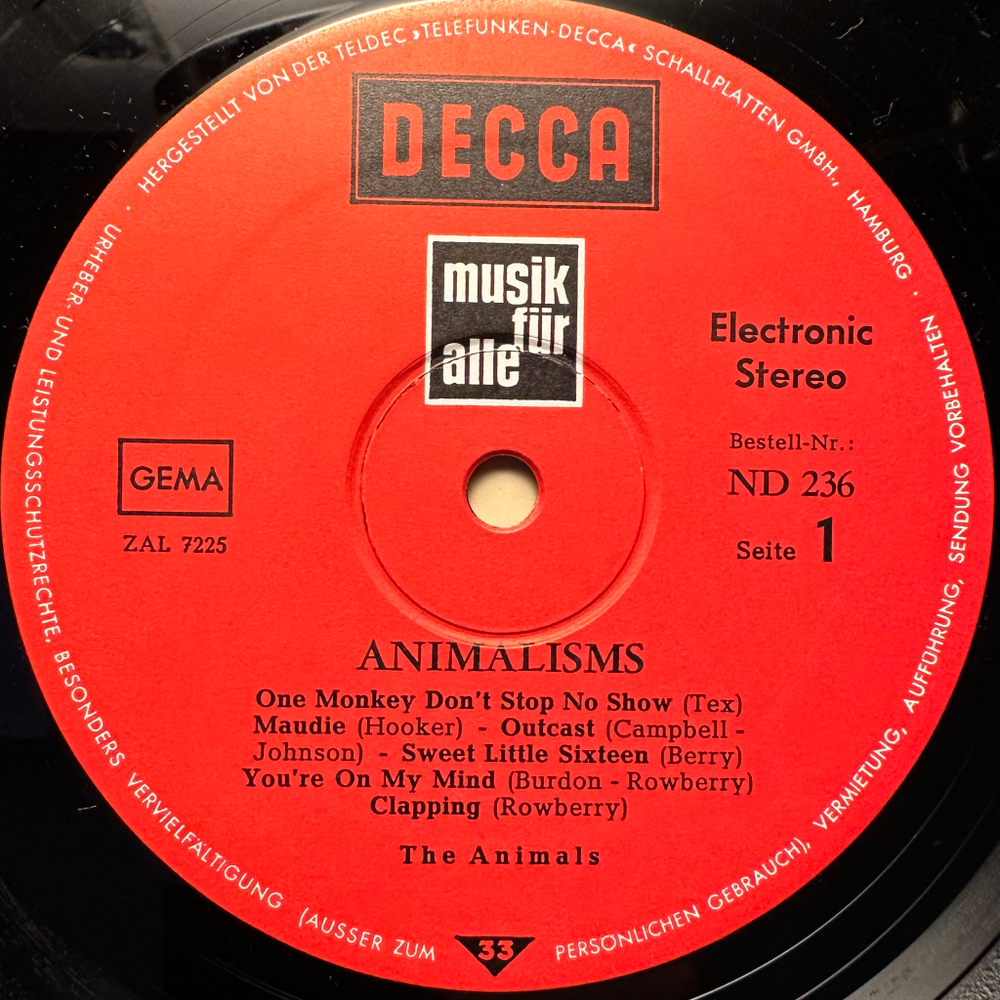 HERGESTELLT VON DER TELDEC »TELEFUNKEN-DECCA« SCHALLPLATTEN GMBH., HAMBURG ·
DECCA
musik
für
alle
Electronic
Stereo
Bestell-Nr.:
ND 236
Seite 1
GEMA
ZAL 7225
ANIMALISMS
One Monkey Don't Stop No Show (Tex)
Maudie (Hooker) - Outcast (Campbell -
Johnson) - Sweet Little Sixteen (Berry)
You're On My Mind (Burdon - Rowberry)
Clapping (Rowberry)
The Animals
33
URHEBER- UND LEISTUNGSSCHUTZRECHTE, BESONDERS VERVIELFÄLTIGUNG (AUSSER ZUM PERSÖNLICHEN GEBRAUCH), VERMIETUNG, AUFFÜHRUNG, SENDUNG VORBEHALTEN ·